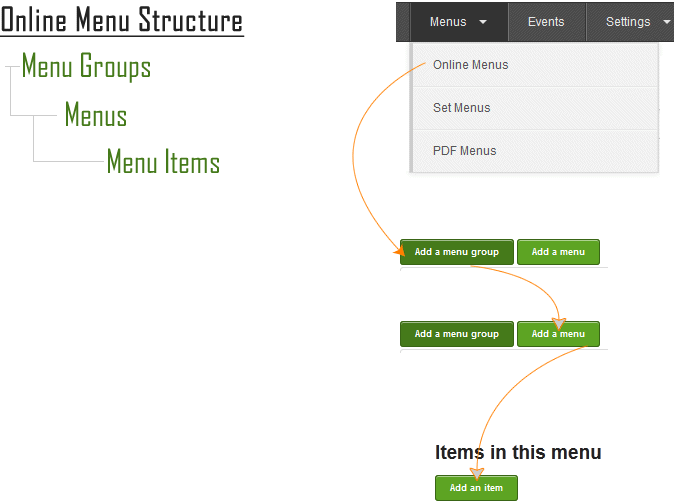 Online Menu Structure
Menu Groups
Menus
Menu Items
Menus Events Settings
Online Menus
Set Menus
PDF Menus
Add a menu group Add a menu
Add a menu group Add a menu
Items in this menu
Add an item